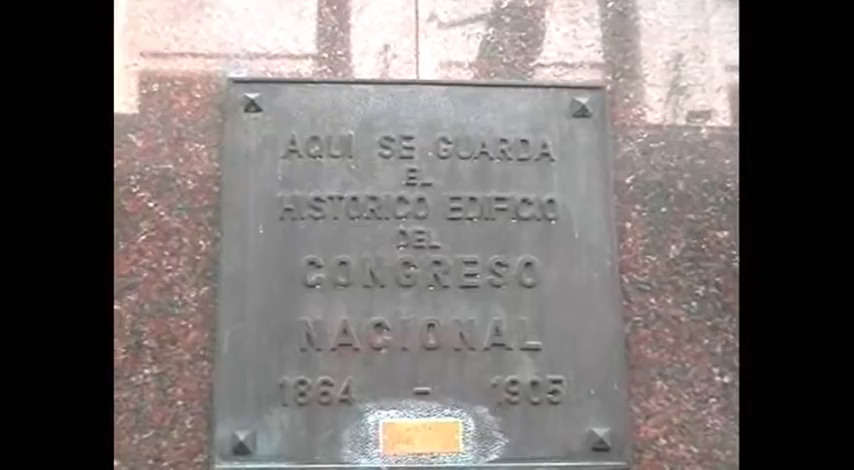 AQUI SE GUARDA
EL
HISTORICO EDIFICIO
DEL
CONGRESO
NACIONAL
1864 - 1905